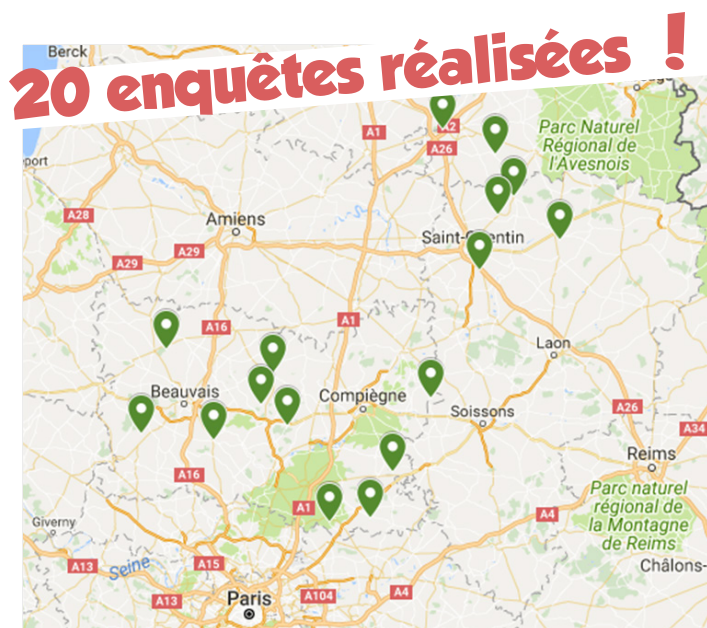 20 enquêtes réalisées !
Berck
A1
A2
A26
Parc Naturel
Régional de
l'Avesnois
A28
Amiens
Saint-Quentin
A29
A29
A16
A1
Laon
Beauvais
Compiègne
Soissons
A26
A34
Reims
A16
A1
Parc naturel
régional de
la Montagne
de Reims
A4
Giverny
A13
Seine
A15
Châlons-
A13
Paris
A104
A4